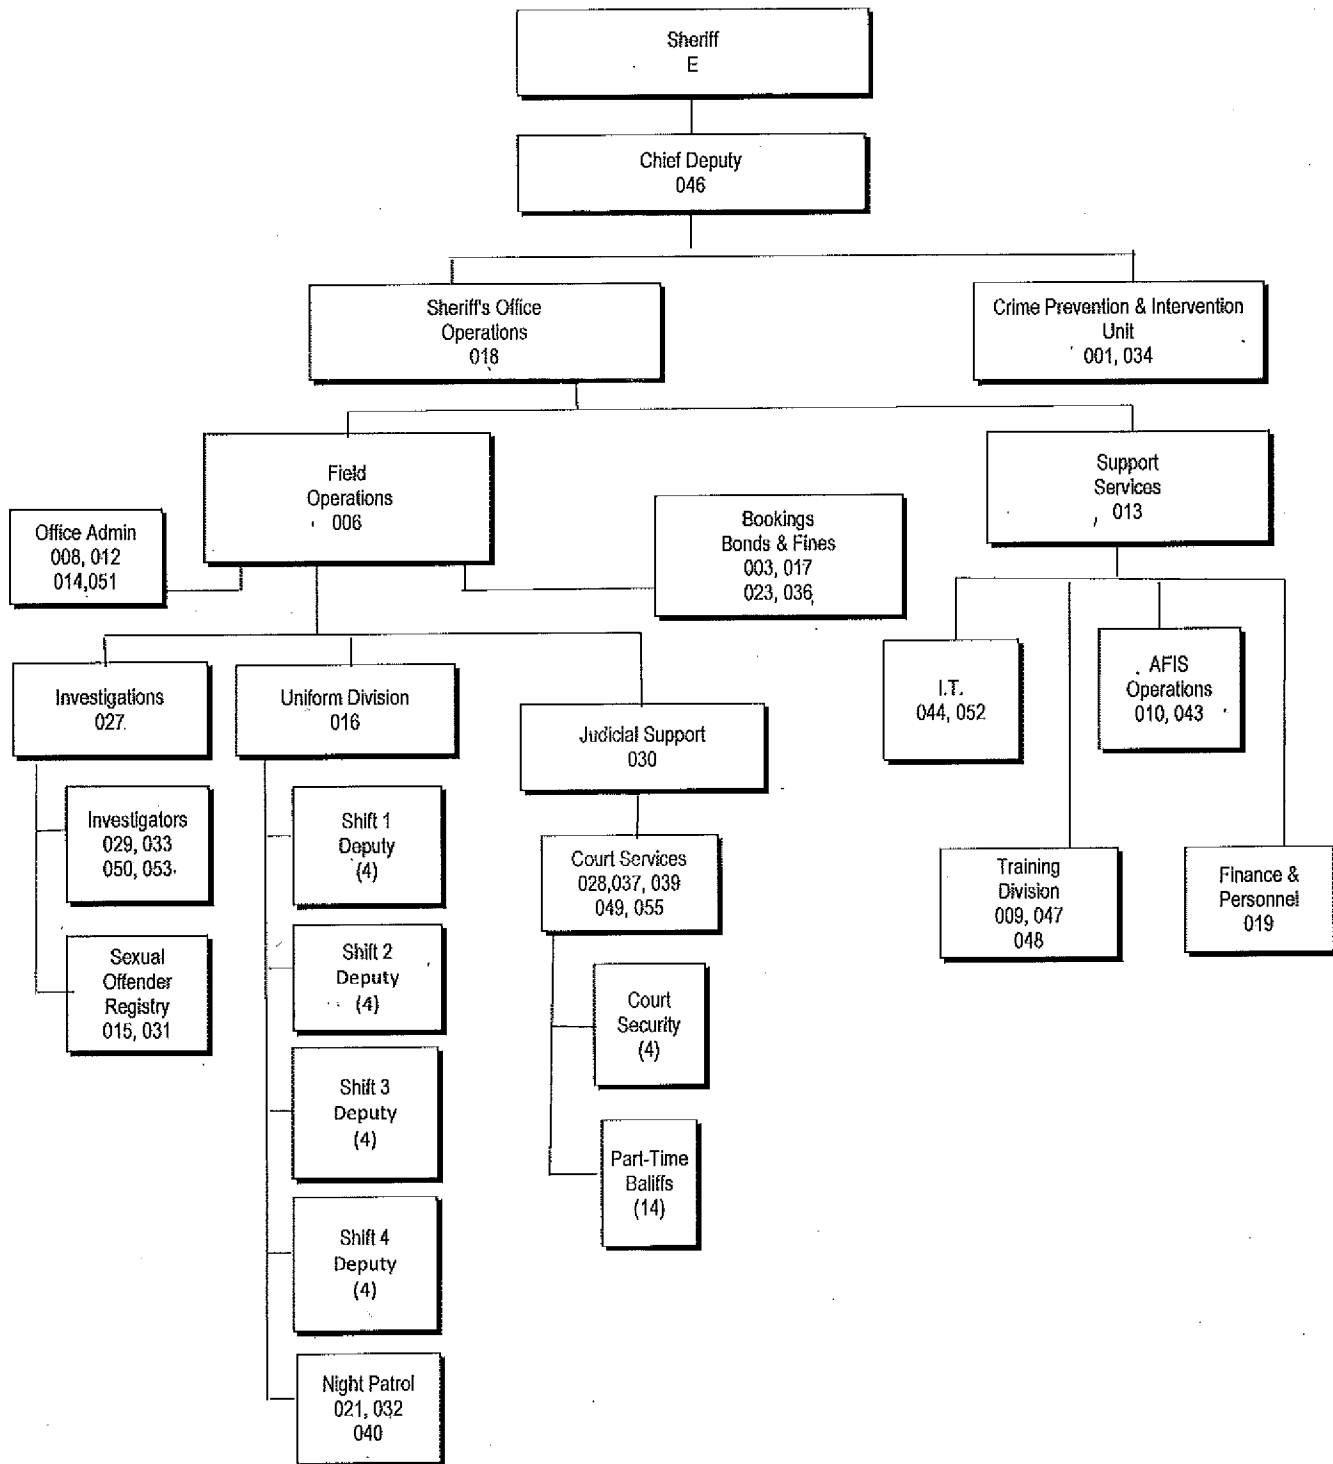 Sheriff
E
Chief Deputy
046
Sheriff's Office
Operations
018
Crime Prevention & Intervention
Unit
001, 034
Field
Operations
006
Support
Services
013
Office Admin
008, 012
014,051
Bookings
Bonds & Fines
003, 017
023, 036
Investigations
027
Uniform Division
016
Judicial Support
030
I.T.
044, 052
AFIS
Operations
010, 043
Investigators
029, 033
050, 053
Shift 1
Deputy
(4)
Court Services
028,037, 039
049, 055
Training
Division
009, 047
048
Finance &
Personnel
019
Sexual
Offender
Registry
015, 031
Shift 2
Deputy
(4)
Court
Security
(4)
Shift 3
Deputy
(4)
Part-Time
Baliffs
(14)
Shift 4
Deputy
(4)
Night Patrol
021, 032
040